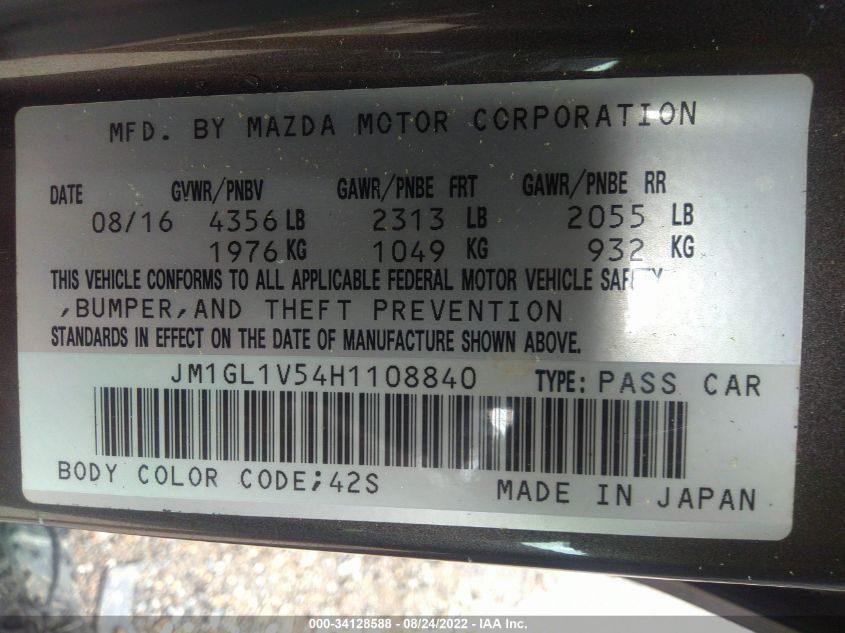 MFD. BY MAZDA MOTOR CORPORATION
DATE GVWR/PNBV GAWR/PNBE FRT GAWR/PNBE RR
08/16 4356 LB 2313 LB 2055 LB
1976 KG 1049 KG 932 KG
THIS VEHICLE CONFORMS TO ALL APPLICABLE FEDERAL MOTOR VEHICLE SAFETY
,BUMPER,AND THEFT PREVENTION
STANDARDS IN EFFECT ON THE DATE OF MANUFACTURE SHOWN ABOVE.
JM1GL1V54H1108840 TYPE: PASS CAR
BODY COLOR CODE;42S MADE IN JAPAN
000-34128588 - 08/24/2022 - IAA Inc.